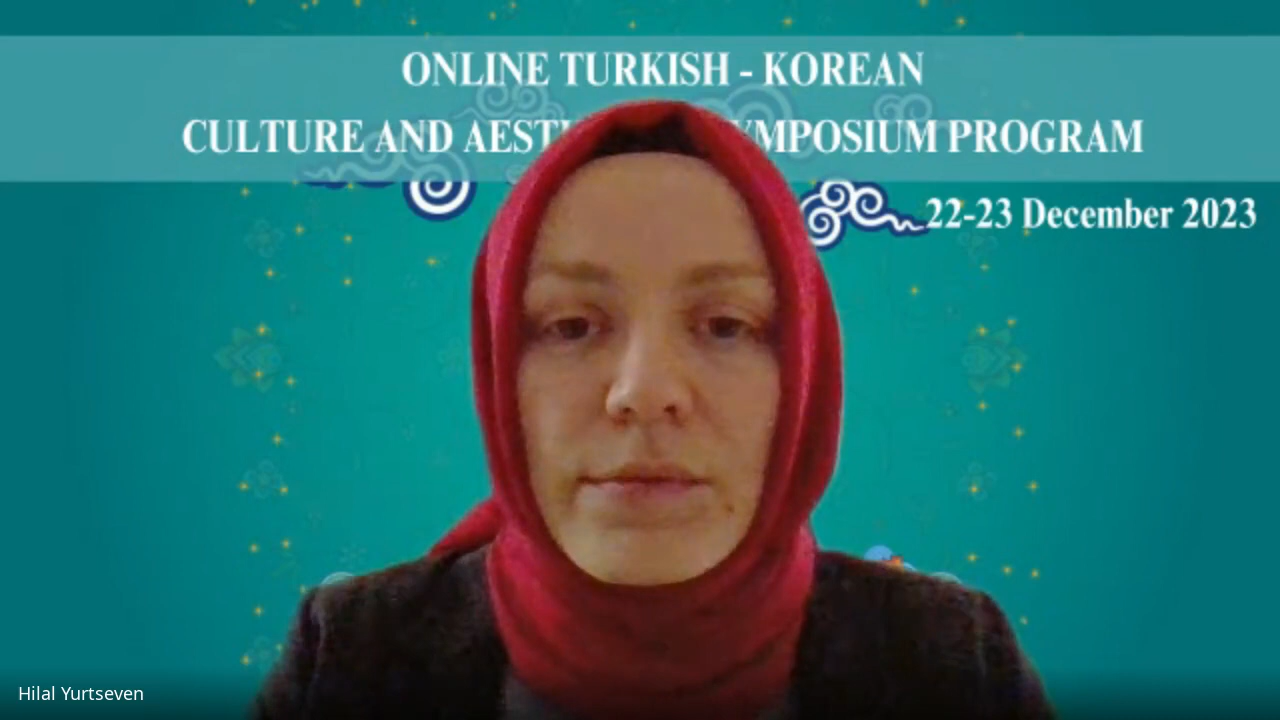 ONLINE TURKISH - KOREAN
CULTURE AND AEST YMPOSIUM PROGRAM
22-23 December 2023
Hilal Yurtseven